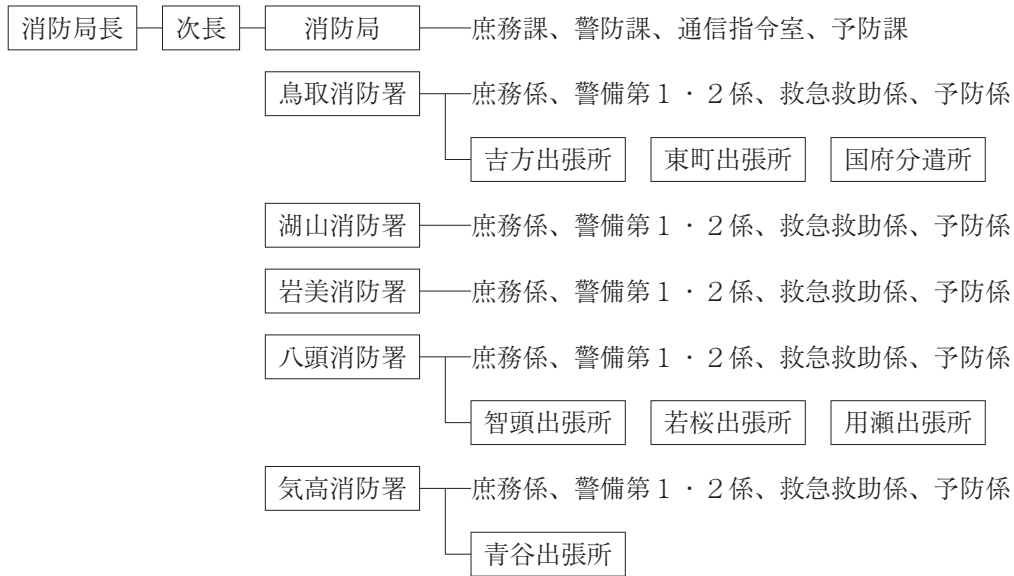 消防局長 次長 消防局 庶務課、警防課、通信指令室、予防課
鳥取消防署 庶務係、警備第1・2係、救急救助係、予防係
吉方出張所 東町出張所 国府分遣所
湖山消防署 庶務係、警備第1・2係、救急救助係、予防係
岩美消防署 庶務係、警備第1・2係、救急救助係、予防係
八頭消防署 庶務係、警備第1・2係、救急救助係、予防係
智頭出張所 若桜出張所 用瀬出張所
気高消防署 庶務係、警備第1・2係、救急救助係、予防係
青谷出張所